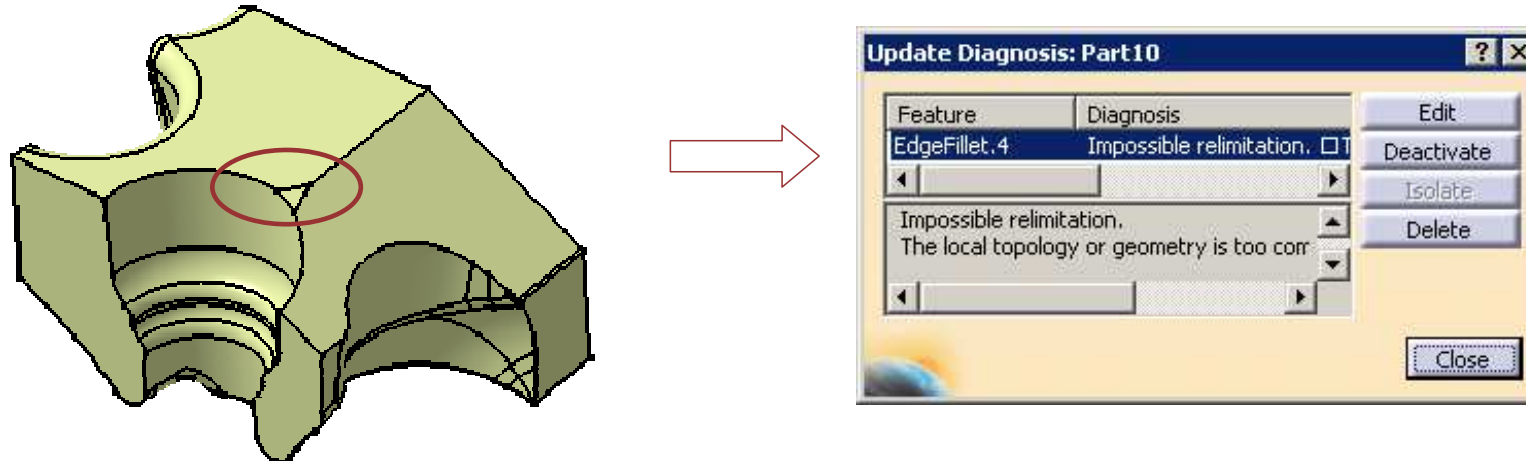 Update Diagnosis: Part10
Feature Diagnosis
EdgeFillet.4 Impossible relimitation.
Impossible relimitation.
The local topology or geometry is too
Edit
Deactivate
Isolate
Delete
Close